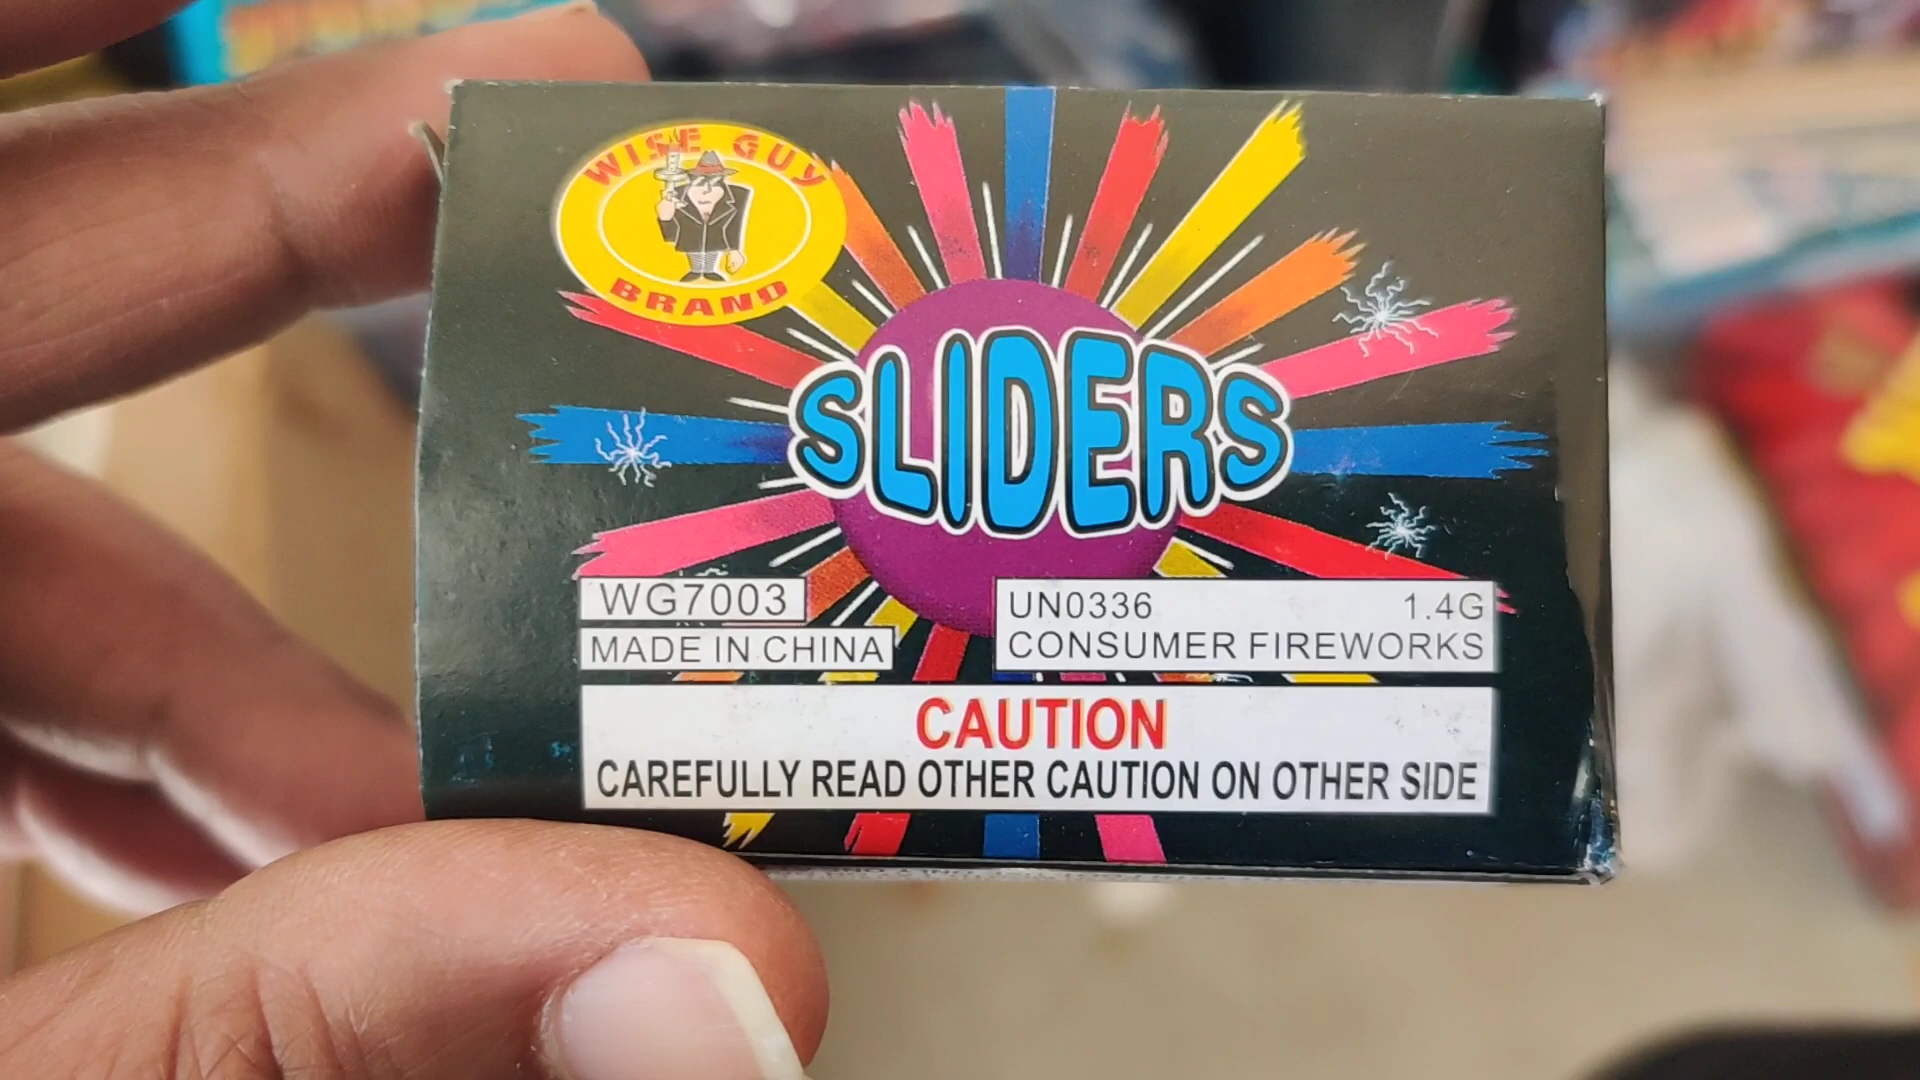 WISE GUY
BRAND
SLIDERS
WG7003
MADE IN CHINA
UN0336 1.4G
CONSUMER FIREWORKS
CAUTION
CAREFULLY READ OTHER CAUTION ON OTHER SIDE